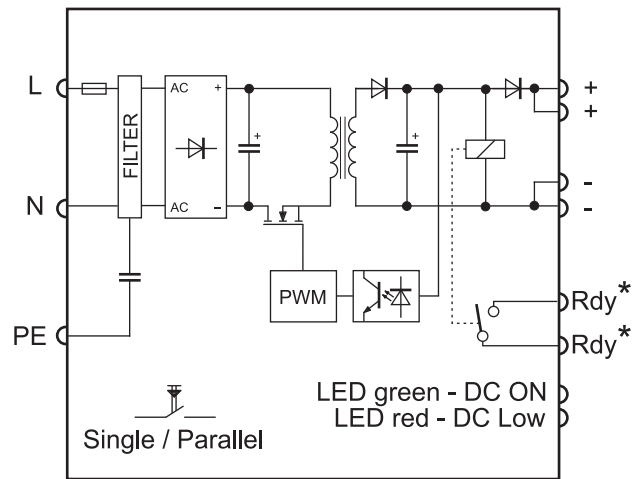 L
N
PE
FILTER
AC +
AC -
+
+
PWM
+
+
-
-
Rdy*
Rdy*
LED green - DC ON
LED red - DC Low
Single / Parallel